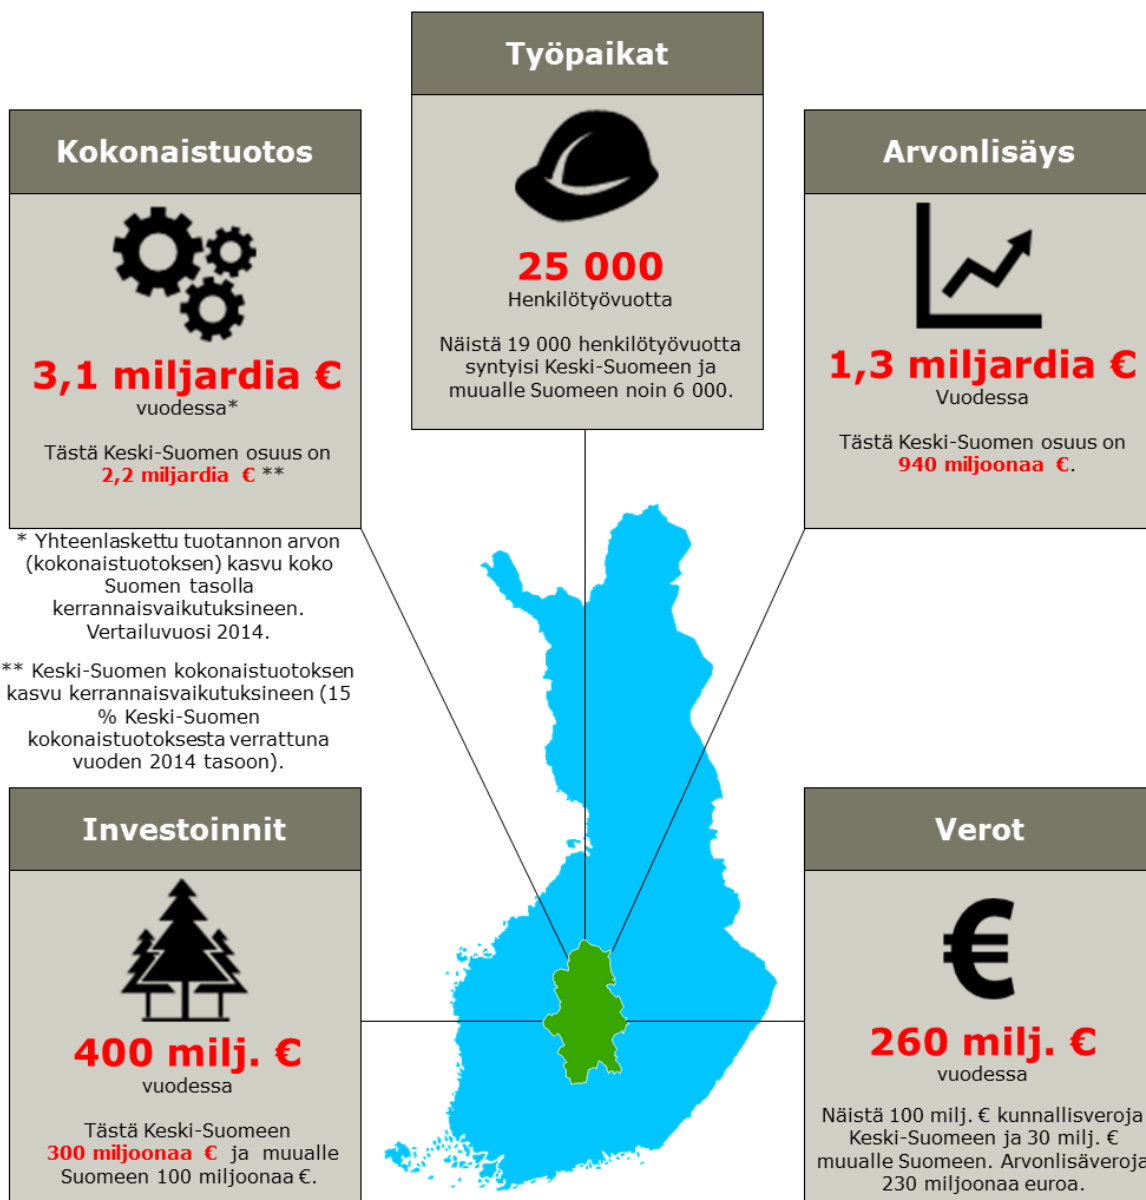 Työpaikat
25 000
Henkilötyövuotta
Näistä 19 000 henkilötyövuotta
syntyisi Keski-Suomeen ja
muualle Suomeen noin 6 000.
Kokonaistuotos
3,1 miljardia €
vuodessa*
Tästä Keski-Suomen osuus on
2,2 miljardia € **
* Yhteenlaskettu tuotannon arvon
(kokonaistuotoksen) kasvu koko
Suomen tasolla
kerrannaisvaikutuksineen.
Vertailuvuosi 2014.
** Keski-Suomen kokonaistuotoksen
kasvu kerrannaisvaikutuksineen (15
% Keski-Suomen
kokonaistuotoksesta verrattuna
vuoden 2014 tasoon).
Arvonlisäys
1,3 miljardia €
Vuodessa
Tästä Keski-Suomen osuus on
940 miljoonaa €.
Investoinnit
400 milj. €
vuodessa
Tästä Keski-Suomeen
300 miljoonaa € ja muualle
Suomeen 100 miljoonaa €.
Verot
€
260 milj. €
vuodessa
Näistä 100 milj. € kunnallisveroja
Keski-Suomeen ja 30 milj. €
muualle Suomeen. Arvonlisäveroja
230 miljoonaa euroa.